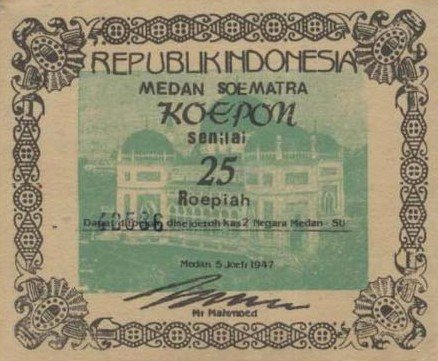 REPUBLIK INDONESIA
MEDAN SOEMATRA
KOEPON
senilai
25
Roepiah
Dapat ditoekar diseloeroeh kas2 Negara Medan - SU
Medan 5 Joeli 1947
Mr Mahmoed